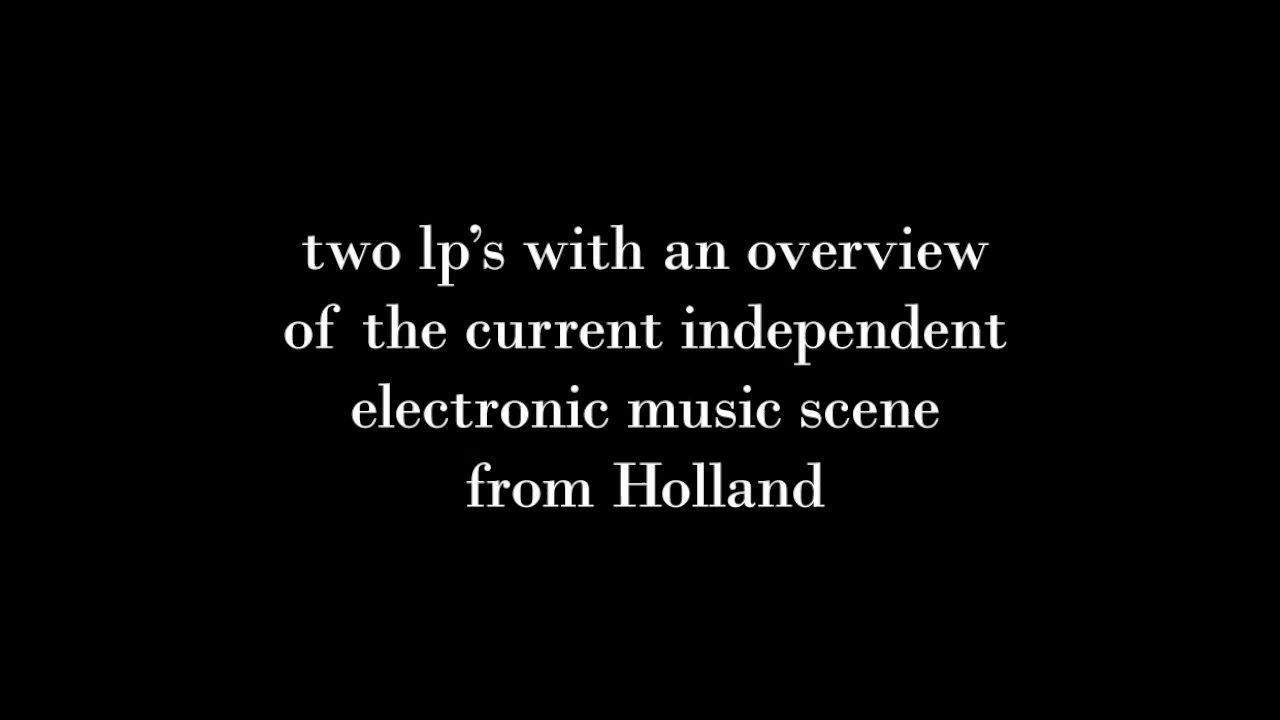 two lp’s with an overview
of the current independent
electronic music scene
from Holland